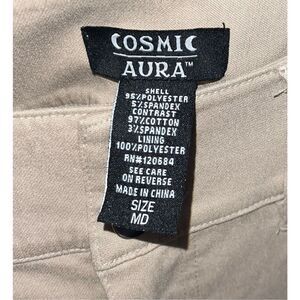 COSMIC
AURA™
SHELL
95%POLYESTER
5%SPANDEX
CONTRAST
97%COTTON
3%SPANDEX
LINING
100%POLYESTER
RN#120684
SEE CARE
ON REVERSE
MADE IN CHINA
SIZE
MD